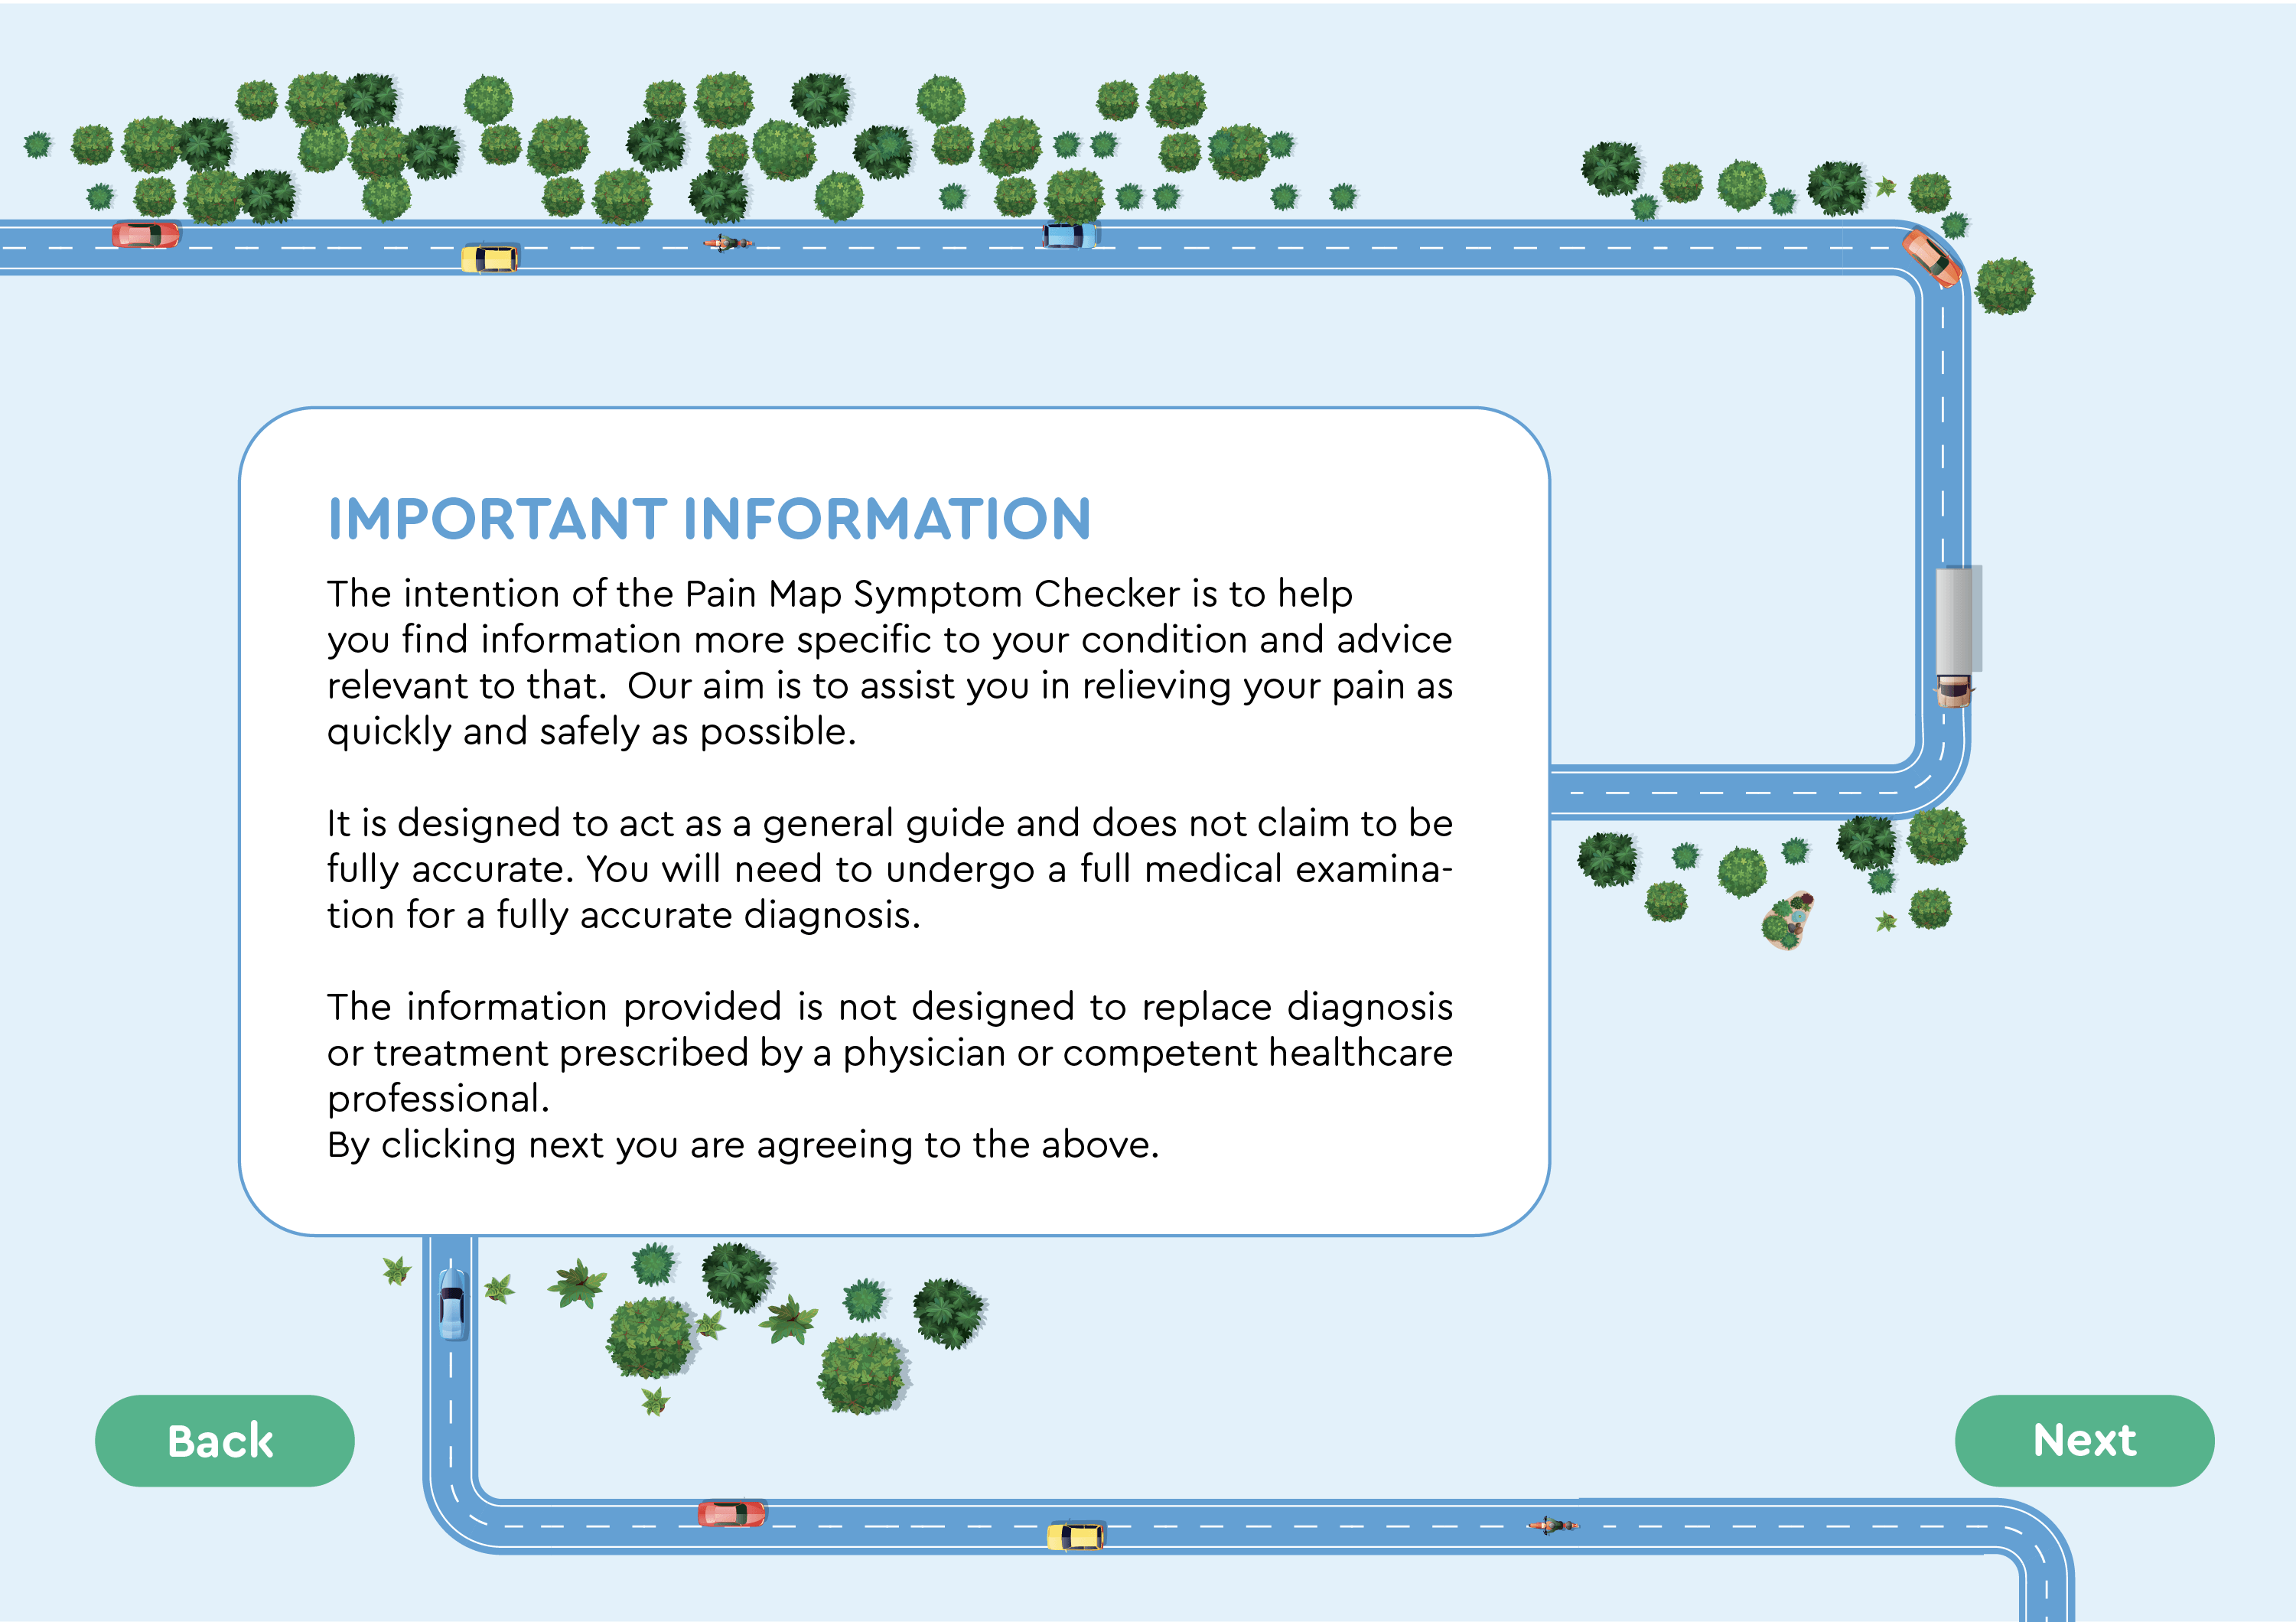 IMPORTANT INFORMATION
The intention of the Pain Map Symptom Checker is to help
you find information more specific to your condition and advice
relevant to that.  Our aim is to assist you in relieving your pain as
quickly and safely as possible.
It is designed to act as a general guide and does not claim to be
fully accurate. You will need to undergo a full medical examina-
tion for a fully accurate diagnosis.
The information provided is not designed to replace diagnosis
or treatment prescribed by a physician or competent healthcare
professional.
By clicking next you are agreeing to the above.
Back
Next